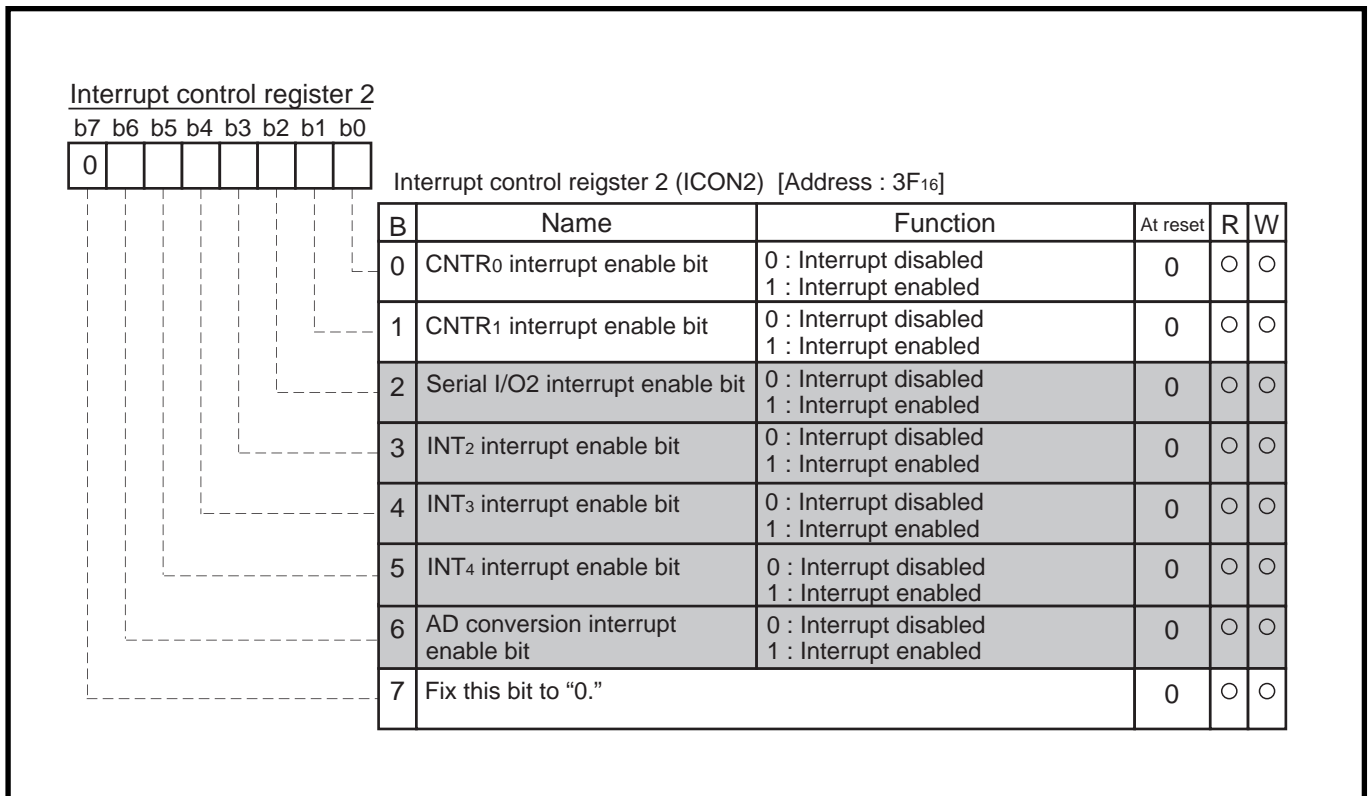 Interrupt control register 2
b7 b6 b5 b4 b3 b2 b1 b0
0
Interrupt control reigster 2 (ICON2) [Address : 3F16]
B Name Function At reset R W
0 CNTR0 interrupt enable bit 0 : Interrupt disabled 0 ○ ○
1 : Interrupt enabled
1 CNTR1 interrupt enable bit 0 : Interrupt disabled 0 ○ ○
1 : Interrupt enabled
2 Serial I/O2 interrupt enable bit 0 : Interrupt disabled 0 ○ ○
1 : Interrupt enabled
3 INT2 interrupt enable bit 0 : Interrupt disabled 0 ○ ○
1 : Interrupt enabled
4 INT3 interrupt enable bit 0 : Interrupt disabled 0 ○ ○
1 : Interrupt enabled
5 INT4 interrupt enable bit 0 : Interrupt disabled 0 ○ ○
1 : Interrupt enabled
6 AD conversion interrupt 0 : Interrupt disabled 0 ○ ○
enable bit 1 : Interrupt enabled
7 Fix this bit to “0.” 0 ○ ○